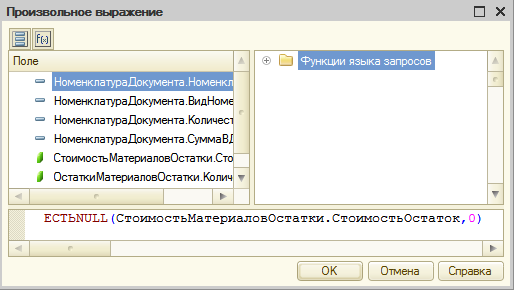 Произвольное выражение
f(x)
Поле
Функции языка запросов
НоменклатураДокумента.Номенкл
НоменклатураДокумента.ВидНоме
НоменклатураДокумента.Количест
НоменклатураДокумента.СуммаВД
СтоимостьМатериаловОстатки.Сто
ОстаткиМатериаловОстатки.Колич
ЕСТЬNULL(СтоимостьМатериаловОстатки.СтоимостьОстаток,0)
OK Отмена Справка